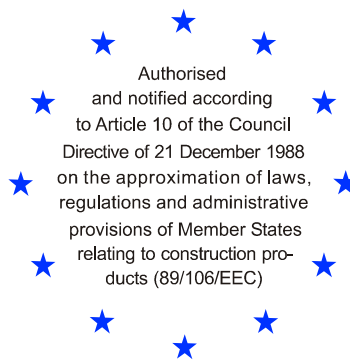 Authorised
and notified according
to Article 10 of the Council
Directive of 21 December 1988
on the approximation of laws,
regulations and administrative
provisions of Member States
relating to construction pro-
ducts (89/106/EEC)